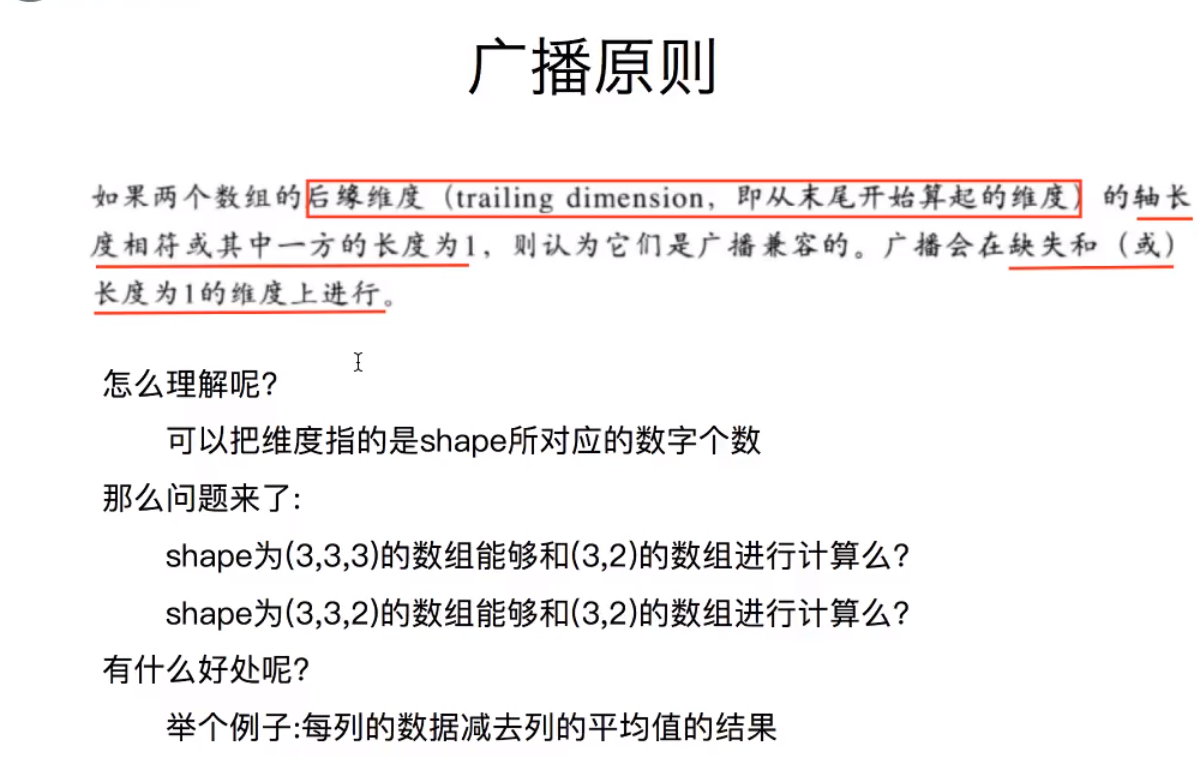 广播原则
如果两个数组的后缘维度（trailing dimension，即从末尾开始算起的维度）的轴长
度相符或其中一方的长度为1，则认为它们是广播兼容的。广播会在缺失和（或）
长度为1的维度上进行。
怎么理解呢?
可以把维度指的是shape所对应的数字个数
那么问题来了:
shape为(3,3,3)的数组能够和(3,2)的数组进行计算么?
shape为(3,3,2)的数组能够和(3,2)的数组进行计算么?
有什么好处呢?
举个例子:每列的数据减去列的平均值的结果